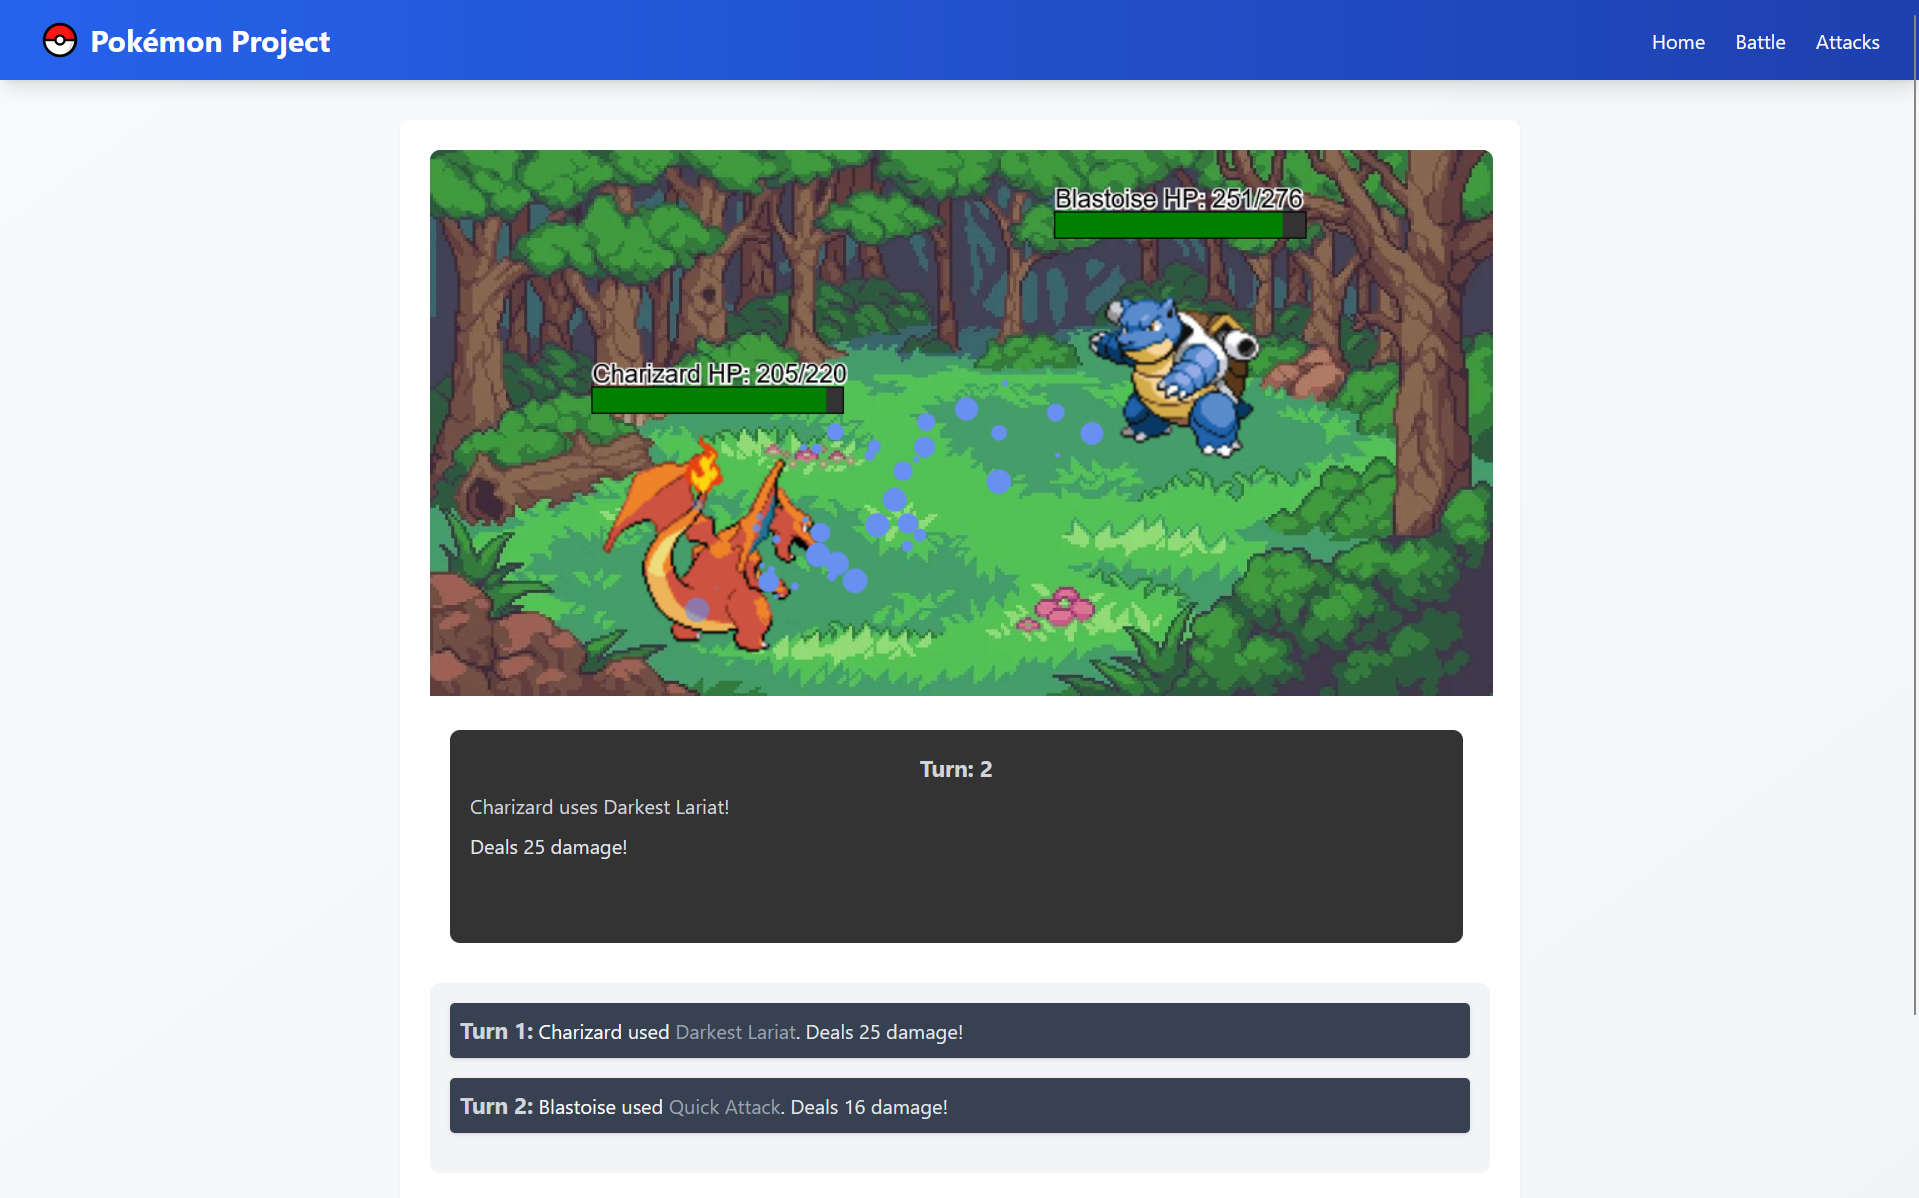 Pokémon Project
Home Battle Attacks
Blastoise HP: 251/276
Charizard HP: 205/220
Turn: 2
Charizard uses Darkest Lariat!
Deals 25 damage!
Turn 1: Charizard used Darkest Lariat. Deals 25 damage!
Turn 2: Blastoise used Quick Attack. Deals 16 damage!